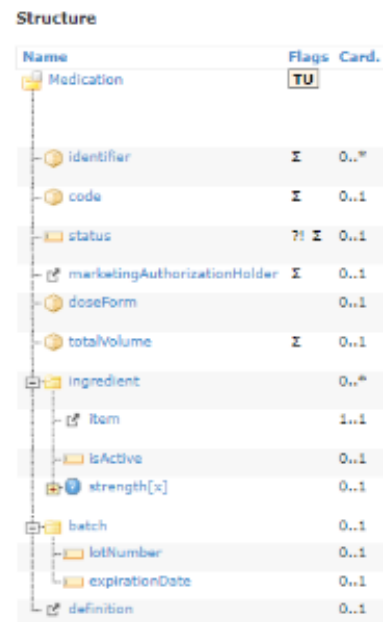 Structure
Name Flags Card.
Medication TU
identifier Σ 0..*
code Σ 0..1
status ?! Σ 0..1
marketingAuthorizationHolder Σ 0..1
doseForm 0..1
totalVolume Σ 0..1
ingredient 0..*
item 1..1
isActive 0..1
strength[x] 0..1
batch 0..1
lotNumber 0..1
expirationDate 0..1
definition 0..1